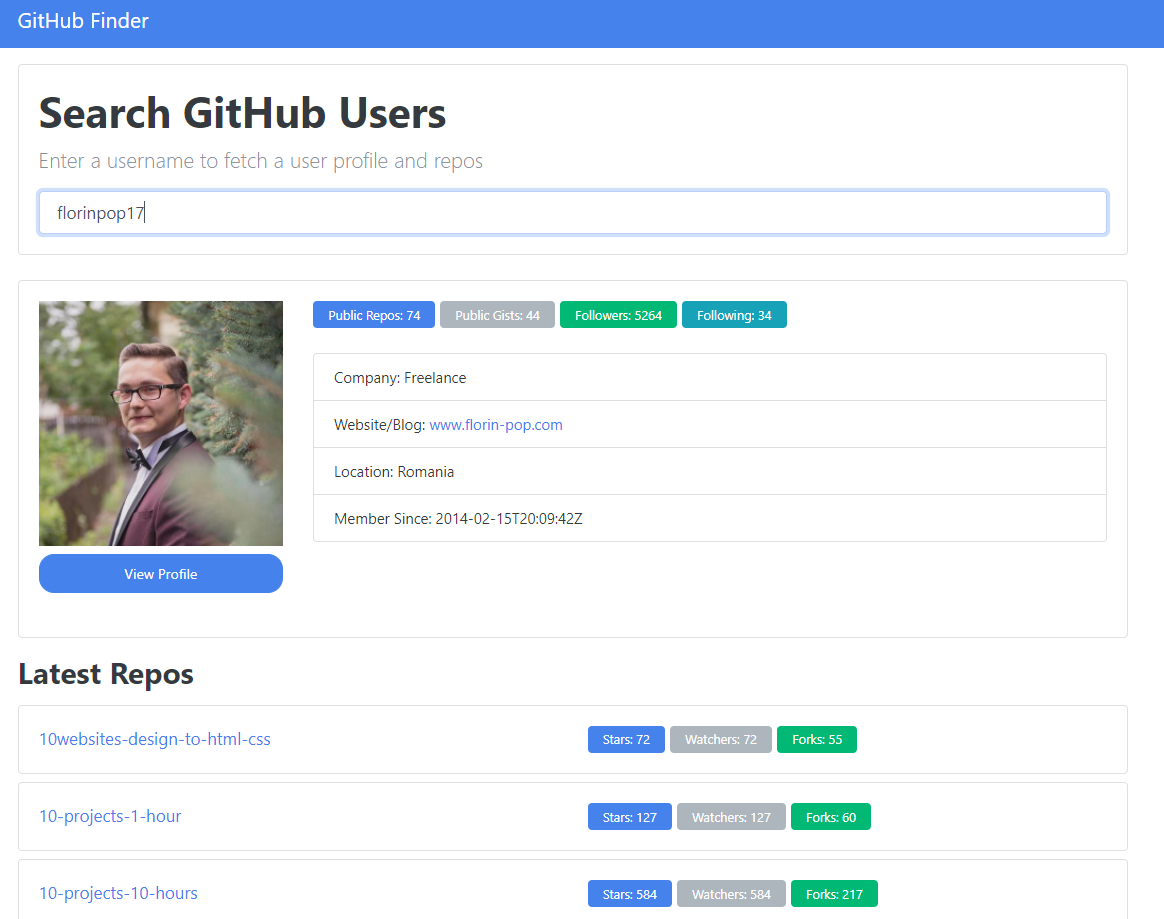 GitHub Finder
Search GitHub Users
Enter a username to fetch a user profile and repos
florinpop17
Public Repos: 74 Public Gists: 44 Followers: 5264 Following: 34
Company: Freelance
Website/Blog: www.florin-pop.com
Location: Romania
Member Since: 2014-02-15T20:09:42Z
View Profile
Latest Repos
10websites-design-to-html-css Stars: 72 Watchers: 72 Forks: 55
10-projects-1-hour Stars: 127 Watchers: 127 Forks: 60
10-projects-10-hours Stars: 584 Watchers: 584 Forks: 217